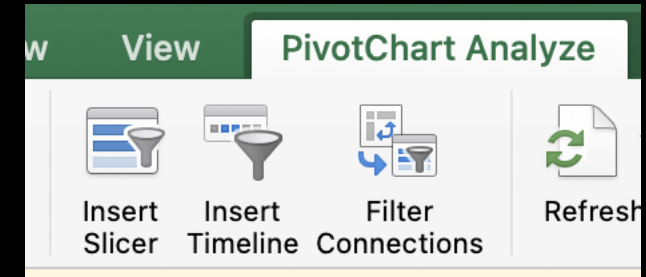 w View PivotChart Analyze
Insert Insert Filter Refresh
Slicer Timeline Connections